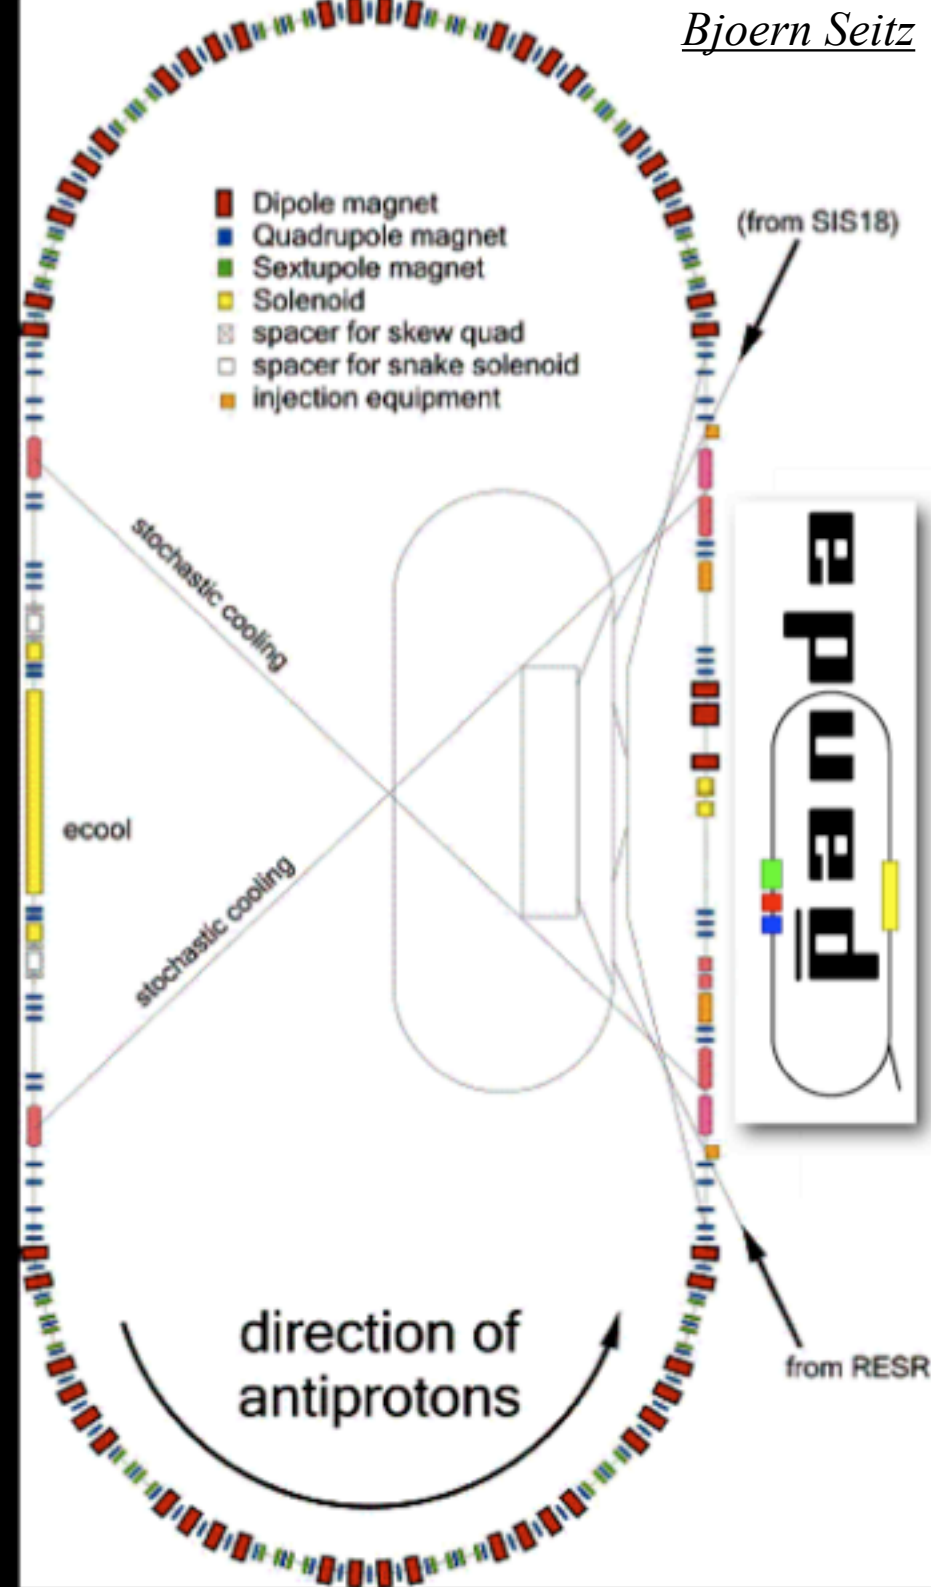 Bjoern Seitz
Dipole magnet
Quadrupole magnet
Sextupole magnet
Solenoid
spacer for skew quad
spacer for snake solenoid
injection equipment
(from SIS18)
stochastic cooling
p̄anda
ecool
stochastic cooling
direction of
antiprotons
from RESR